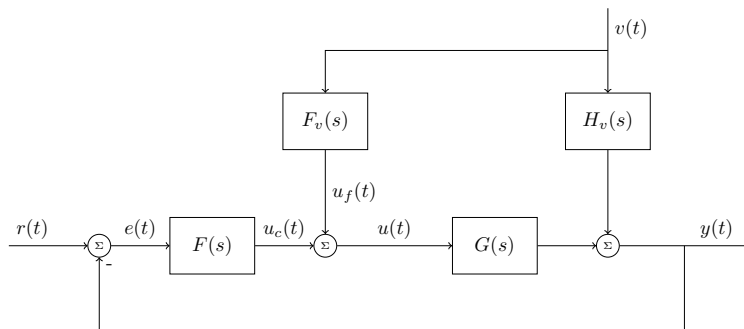 v(t)
F_v(s)
H_v(s)
u_f(t)
r(t)
Σ
e(t)
F(s)
u_c(t)
Σ
u(t)
G(s)
Σ
y(t)
-